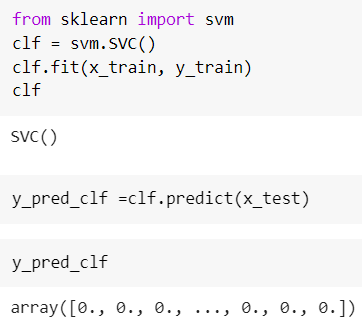 from sklearn import svm
clf = svm.SVC()
clf.fit(x_train, y_train)
clf
SVC()
y_pred_clf =clf.predict(x_test)
y_pred_clf
array([0., 0., 0., ..., 0., 0., 0.])